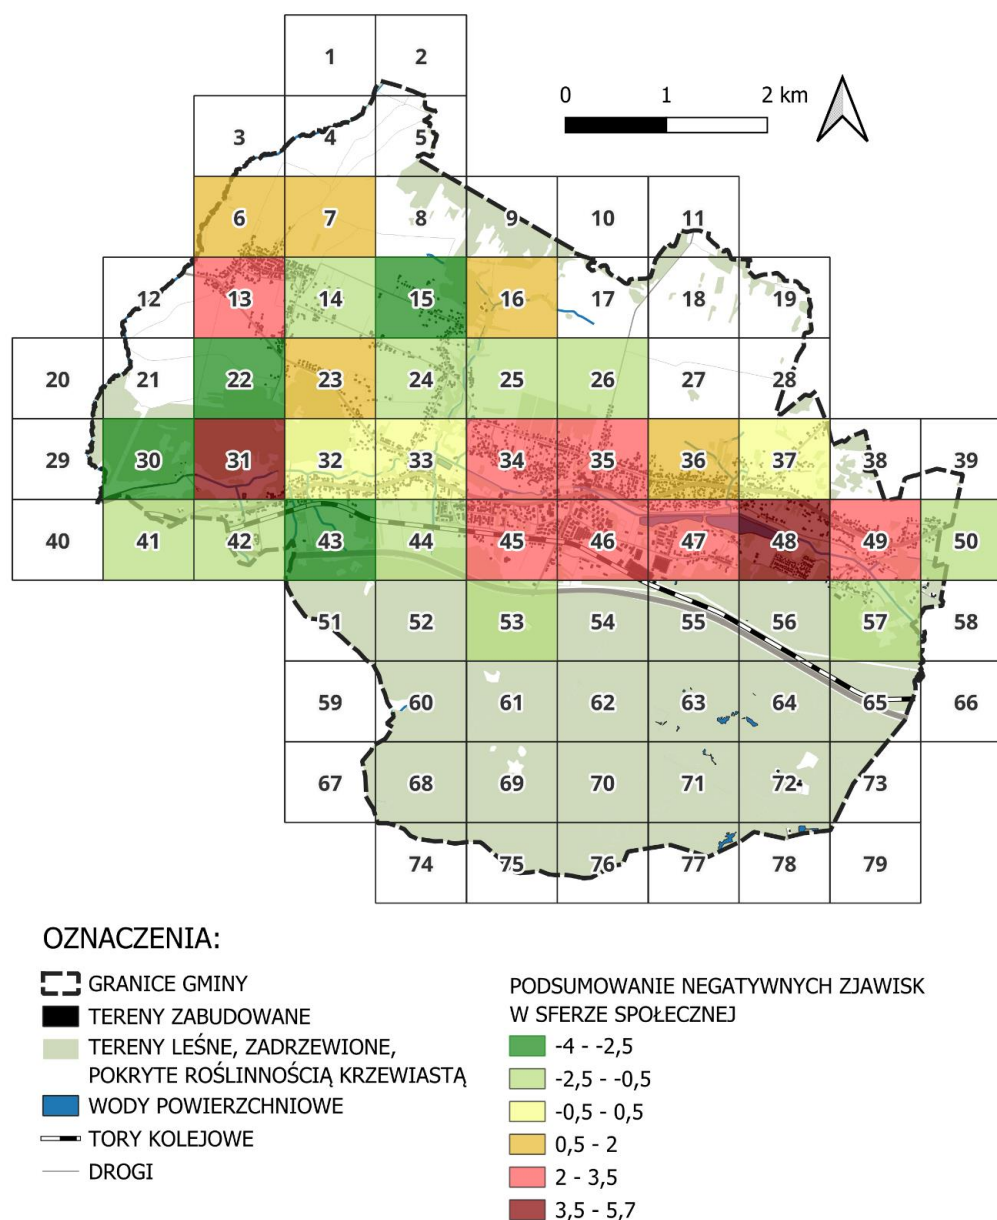 1 2
0 1 2 km
3 4 5
6 7 8 9 10 11
12 13 14 15 16 17 18 19
20 21 22 23 24 25 26 27 28
29 30 31 32 33 34 35 36 37 38 39
40 41 42 43 44 45 46 47 48 49 50
51 52 53 54 55 56 57 58
59 60 61 62 63 64 65 66
67 68 69 70 71 72 73
74 75 76 77 78 79
OZNACZENIA:
GRANICE GMINY
TERENY ZABUDOWANE
TERENY LEŚNE, ZADRZEWIONE,
POKRYTE ROŚLINNOŚCIĄ KRZEWIASTĄ
WODY POWIERZCHNIOWE
TORY KOLEJOWE
DROGI
PODSUMOWANIE NEGATYWNYCH ZJAWISK
W SFERZE SPOŁECZNEJ
-4 - -2,5
-2,5 - -0,5
-0,5 - 0,5
0,5 - 2
2 - 3,5
3,5 - 5,7